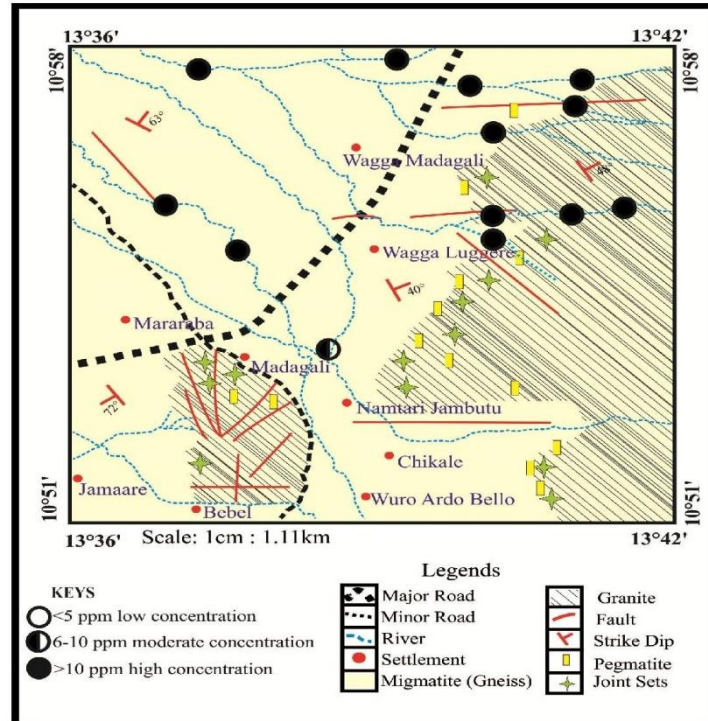 13°36' 13°42'
10°58' 10°58'
63°
Wagga Madagali
48°
Wagga Luggere
40°
Mararaba
Madagali
72°
Namtari Jambutu
Chikale
Jamaare
Wuro Ardo Bello
Bebel
10°51' 10°51'
13°36' 13°42'
Scale: 1cm : 1.11km
Legends
KEYS
<5 ppm low concentration
6-10 ppm moderate concentration
>10 ppm high concentration
Major Road
Minor Road
River
Settlement
Migmatite (Gneiss)
Granite
Fault
Strike Dip
Pegmatite
Joint Sets